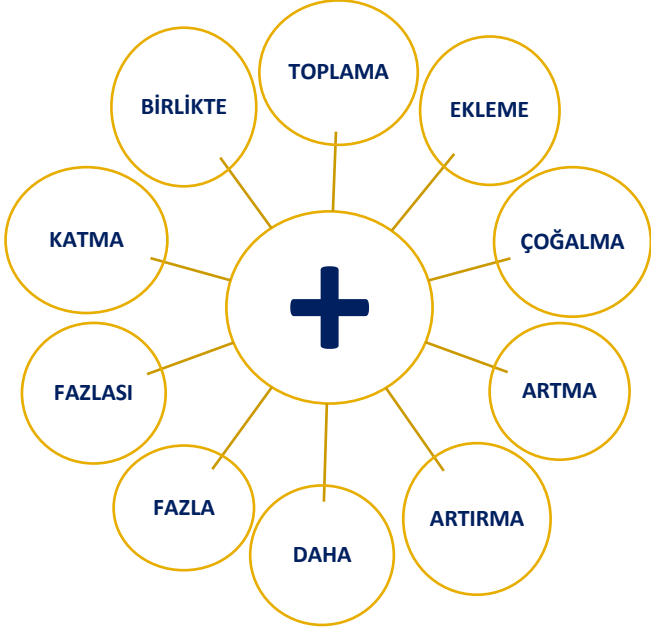 TOPLAMA
EKLEME
ÇOĞALMA
ARTMA
ARTIRMA
DAHA
FAZLA
FAZLASI
KATMA
BİRLİKTE
+